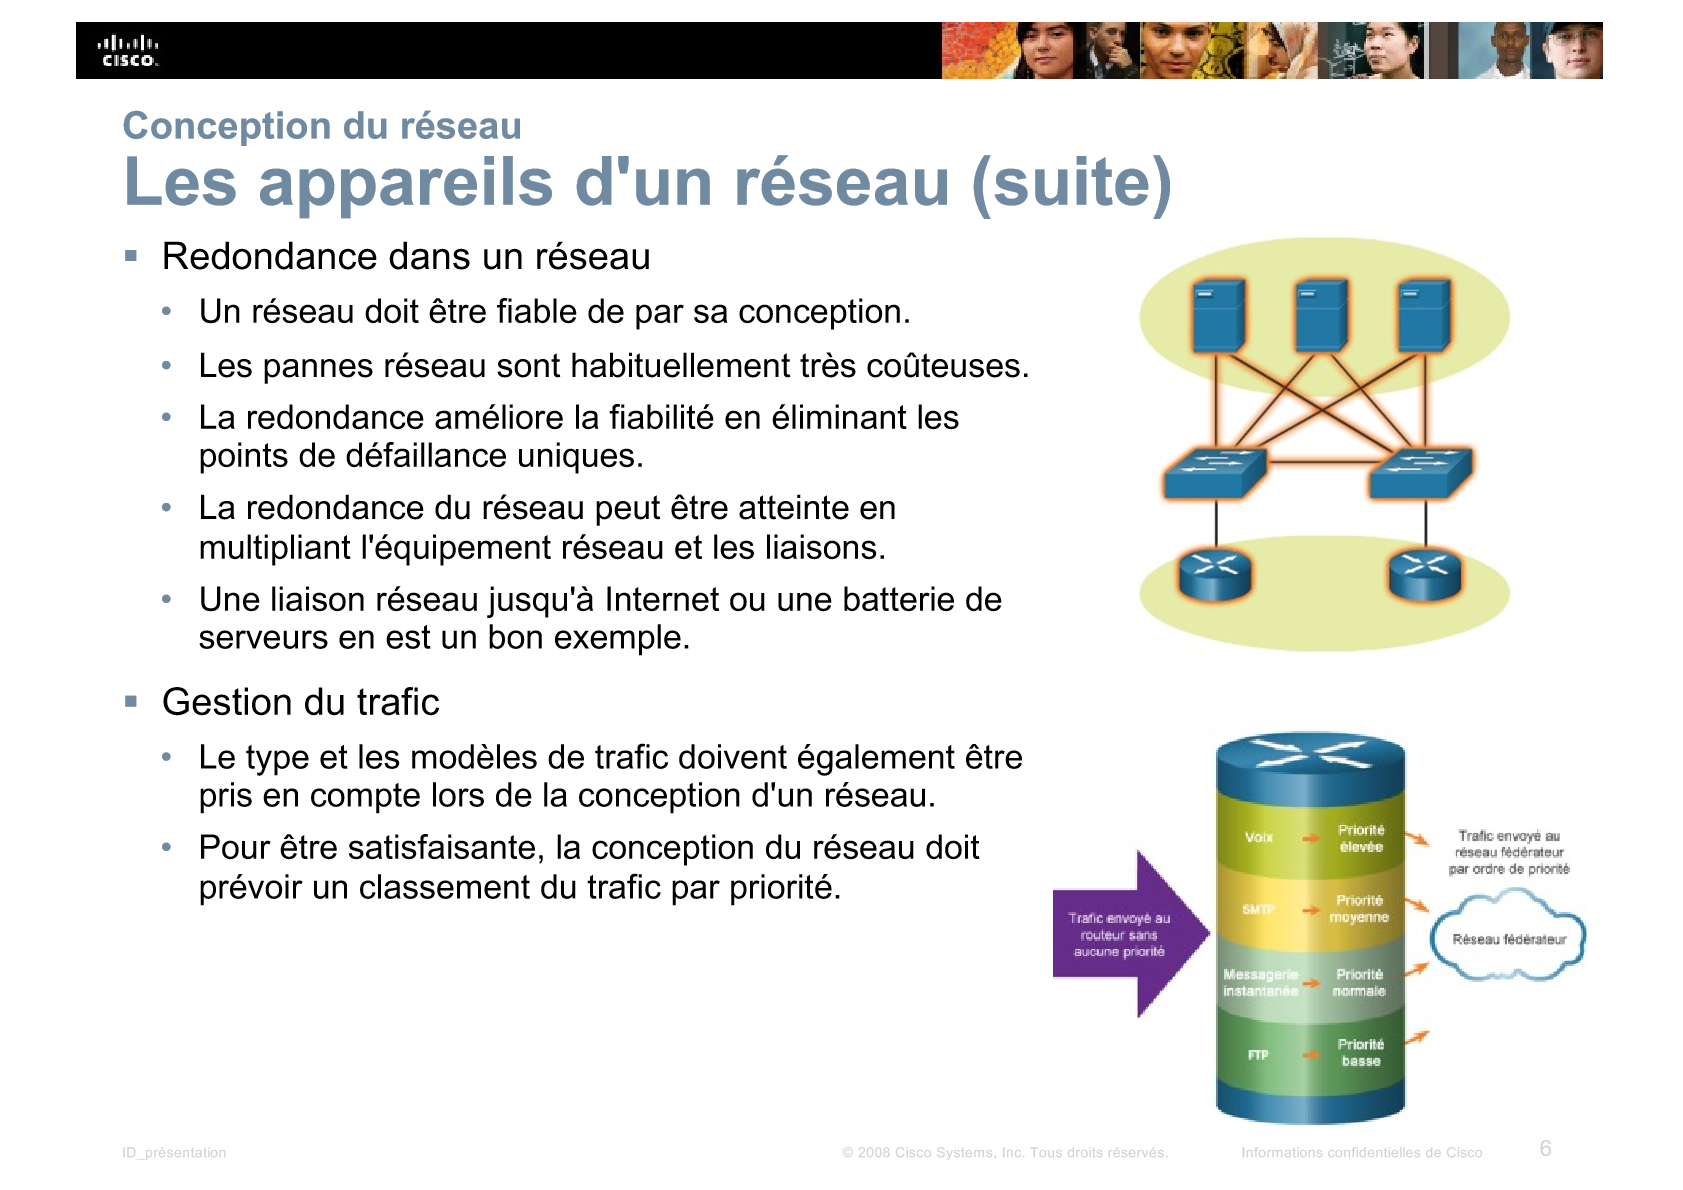 CISCO
Conception du réseau
Les appareils d'un réseau (suite)
Redondance dans un réseau
Un réseau doit être fiable de par sa conception.
Les pannes réseau sont habituellement très coûteuses.
La redondance améliore la fiabilité en éliminant les
points de défaillance uniques.
La redondance du réseau peut être atteinte en
multipliant l'équipement réseau et les liaisons.
Une liaison réseau jusqu'à Internet ou une batterie de
serveurs en est un bon exemple.
Gestion du trafic
Le type et les modèles de trafic doivent également être
pris en compte lors de la conception d'un réseau.
Pour être satisfaisante, la conception du réseau doit
prévoir un classement du trafic par priorité.
Trafic envoyé au
routeur sans
aucune priorité
Voix
Priorité
élevée
SMTP
Priorité
moyenne
Messagerie
instantanée
Priorité
normale
FTP
Priorité
basse
Trafic envoyé au
réseau fédérateur
par ordre de priorité
Réseau fédérateur
ID_présentation
© 2008 Cisco Systems, Inc. Tous droits réservés.
Informations confidentielles de Cisco
6